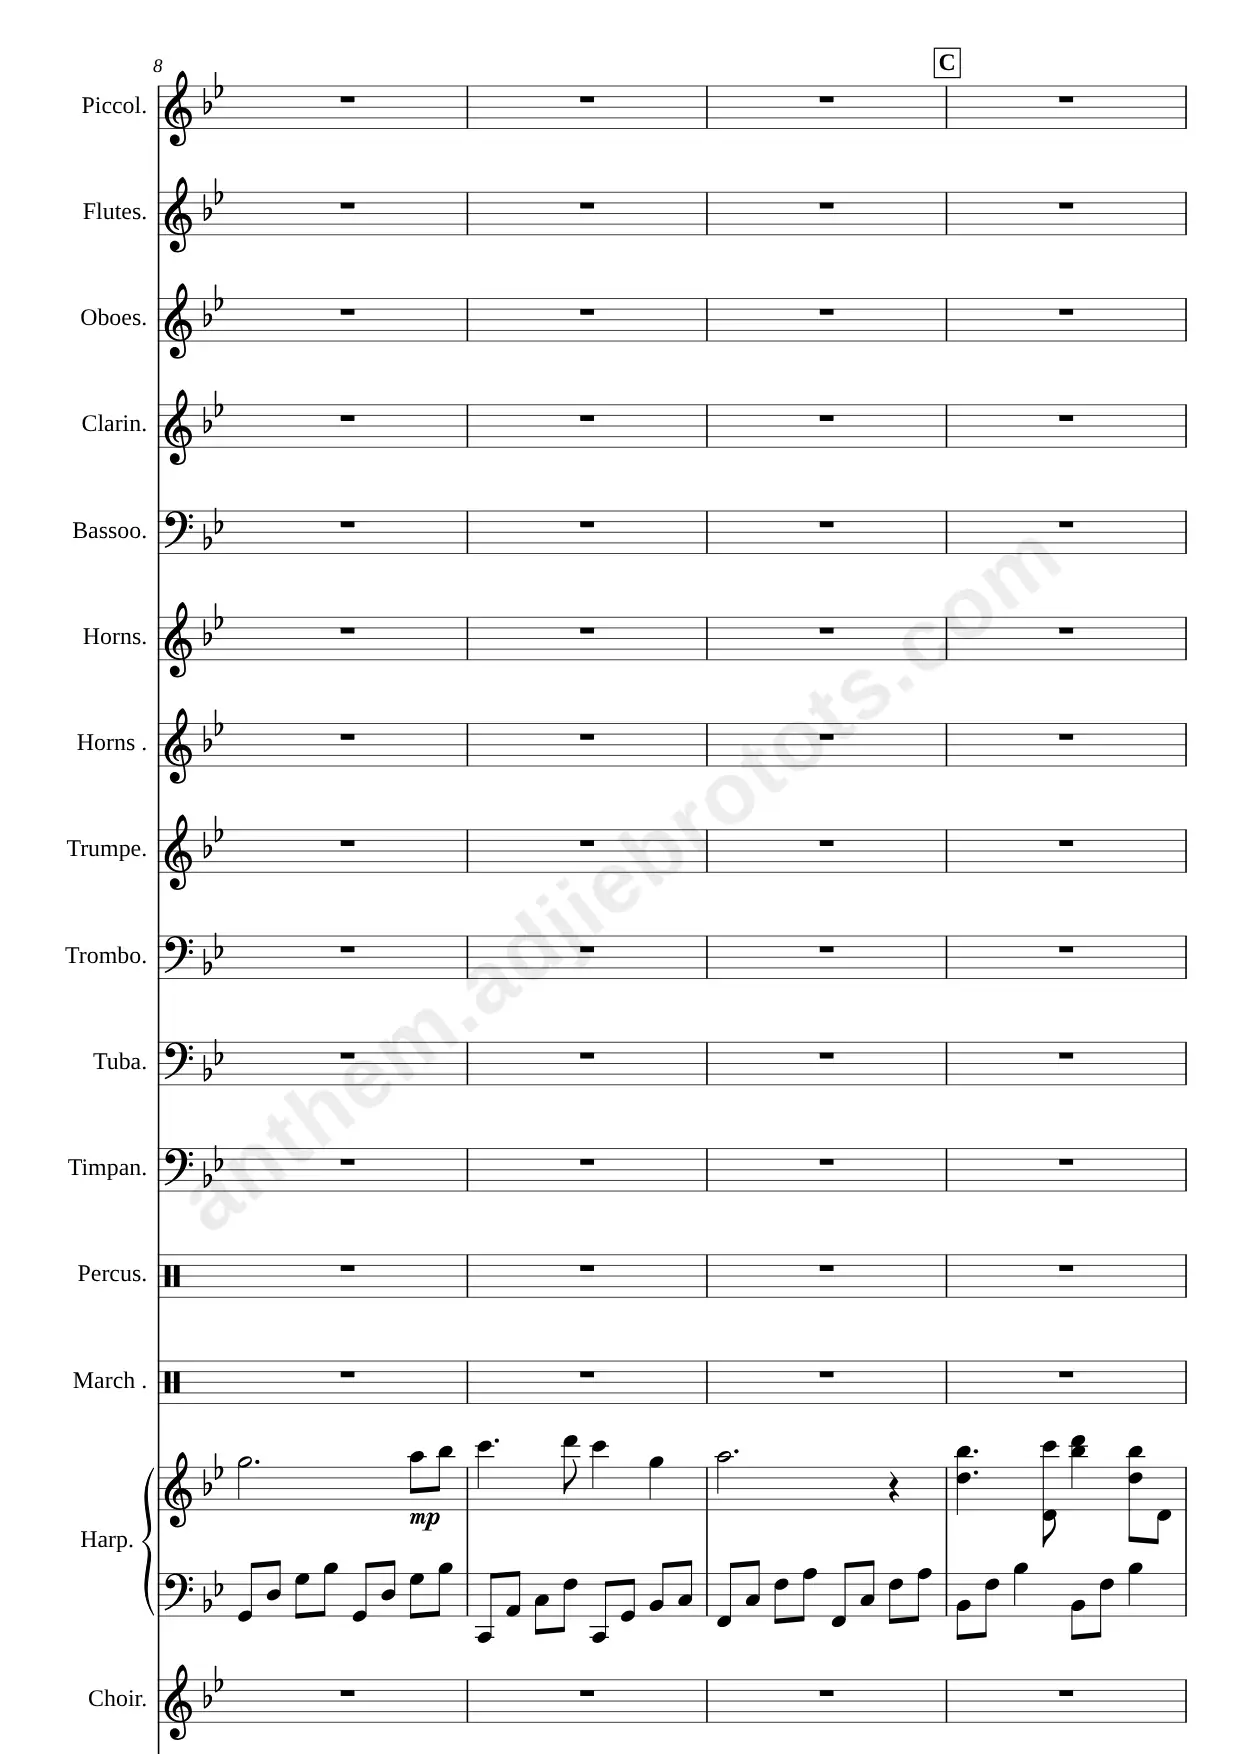 8
C
Piccol.
Flutes.
Oboes.
Clarin.
Bassoo.
Horns.
Horns .
Trumpe.
Trombo.
Tuba.
Timpan.
Percus.
March .
mp
Harp.
Choir.
anthem.adjiebrotots.com